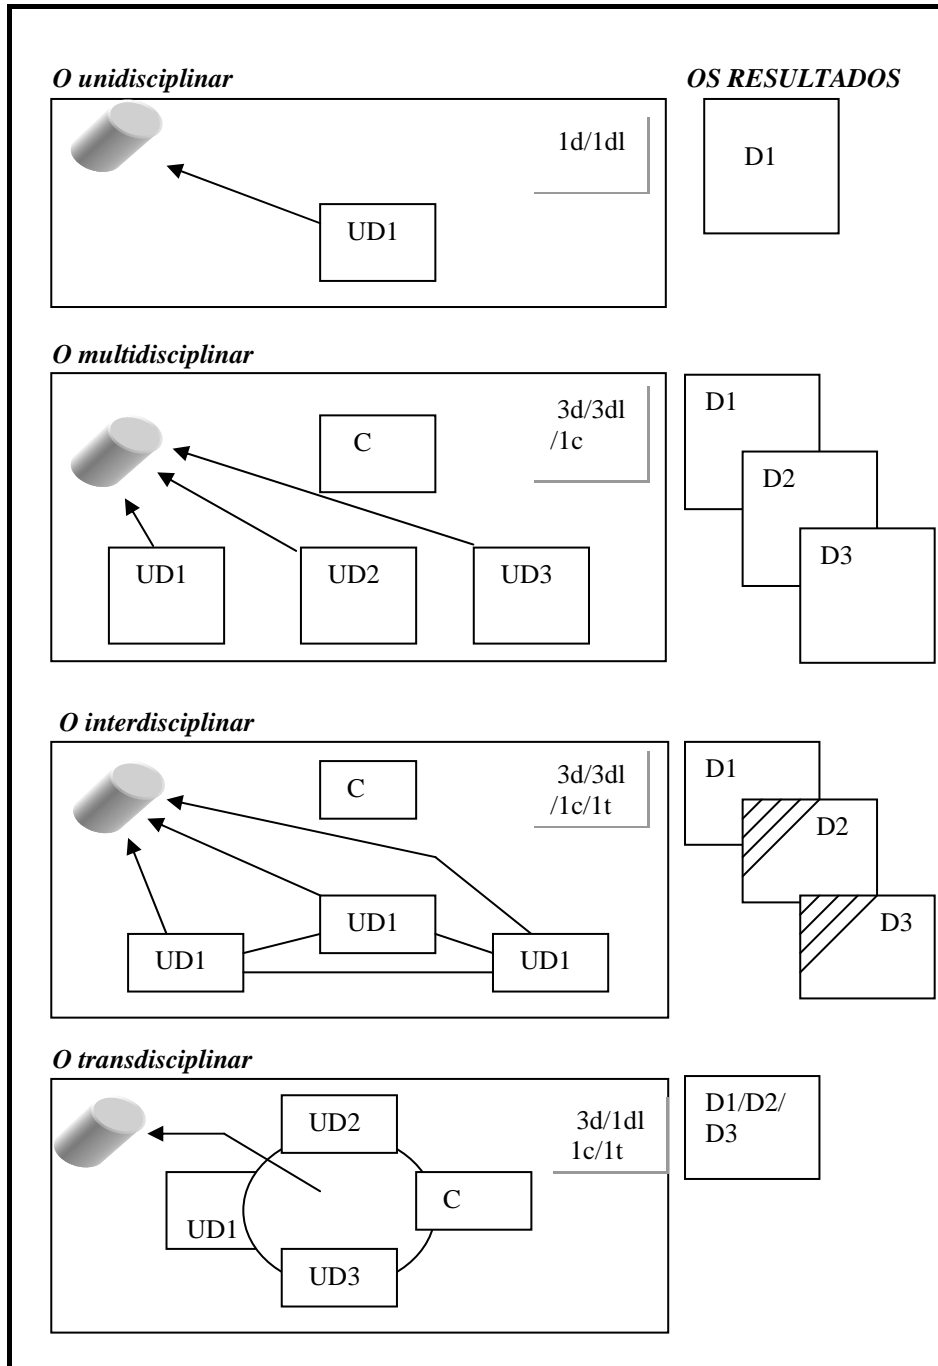 O unidisciplinar
OS RESULTADOS
1d/1dl
UD1
D1
O multidisciplinar
C
3d/3dl
/1c
UD1
UD2
UD3
D1
D2
D3
O interdisciplinar
C
3d/3dl
/1c/1t
UD1
UD1
UD1
D1
D2
D3
O transdisciplinar
UD2
3d/1dl
1c/1t
C
UD1
UD3
D1/D2/
D3